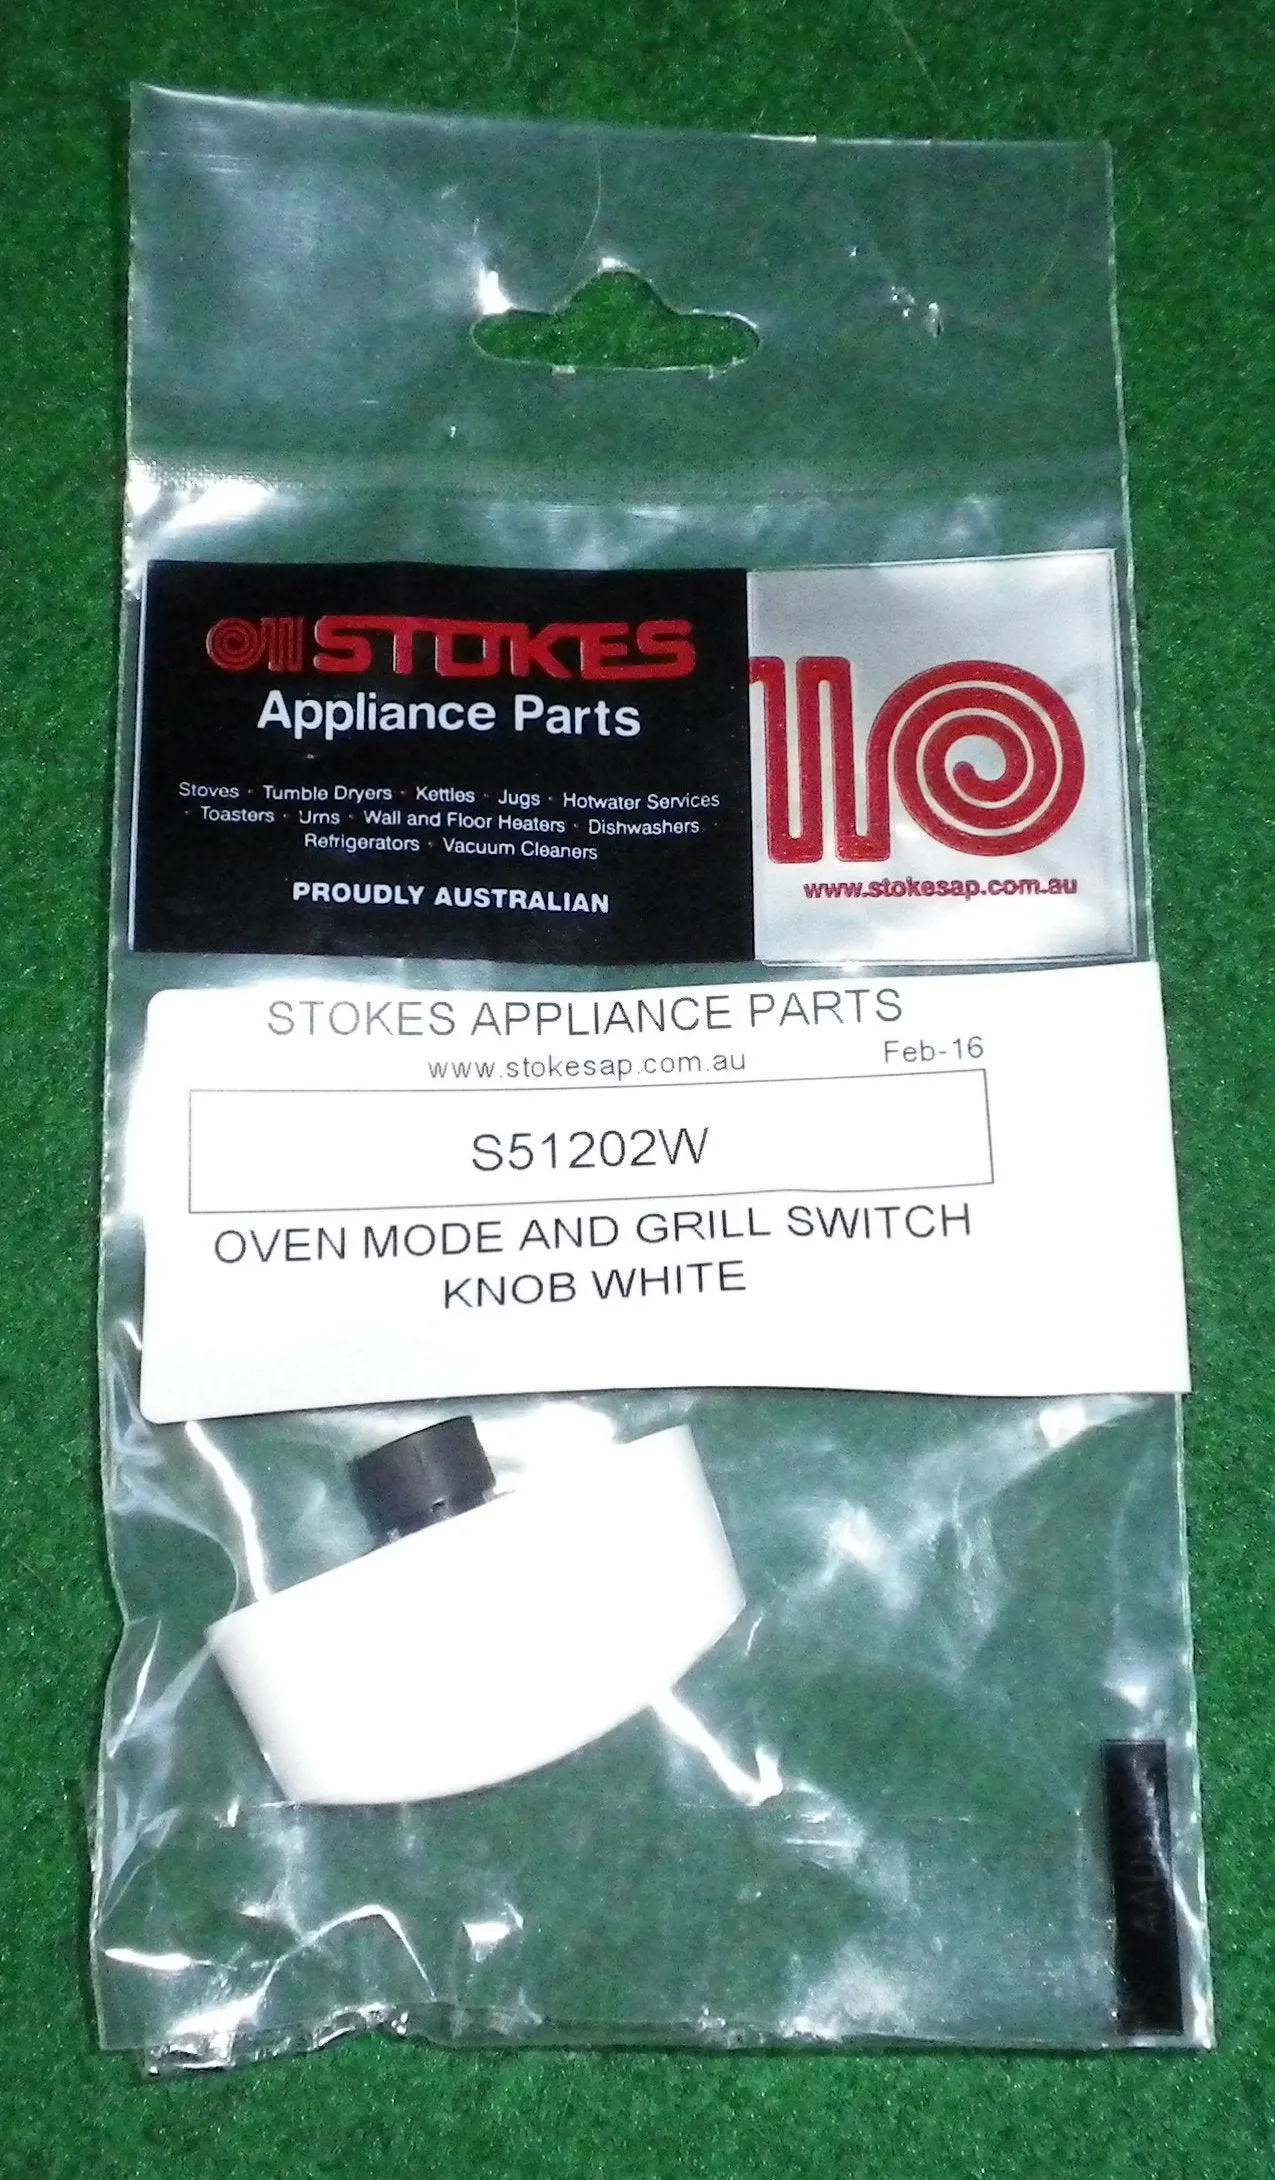 STOKES
Appliance Parts
Stoves · Tumble Dryers · Kettles · Jugs · Hotwater Services
· Toasters · Urns · Wall and Floor Heaters · Dishwashers ·
Refrigerators · Vacuum Cleaners
PROUDLY AUSTRALIAN
www.stokesap.com.au
STOKES APPLIANCE PARTS
www.stokesap.com.au
Feb-16
S51202W
OVEN MODE AND GRILL SWITCH
KNOB WHITE